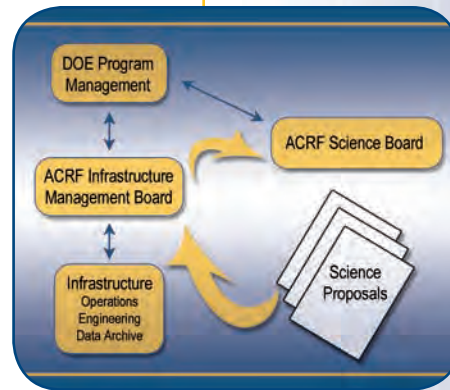 DOE Program
Management
ACRF Science Board
ACRF Infrastructure
Management Board
Infrastructure
Operations
Engineering
Data Archive
Science
Proposals